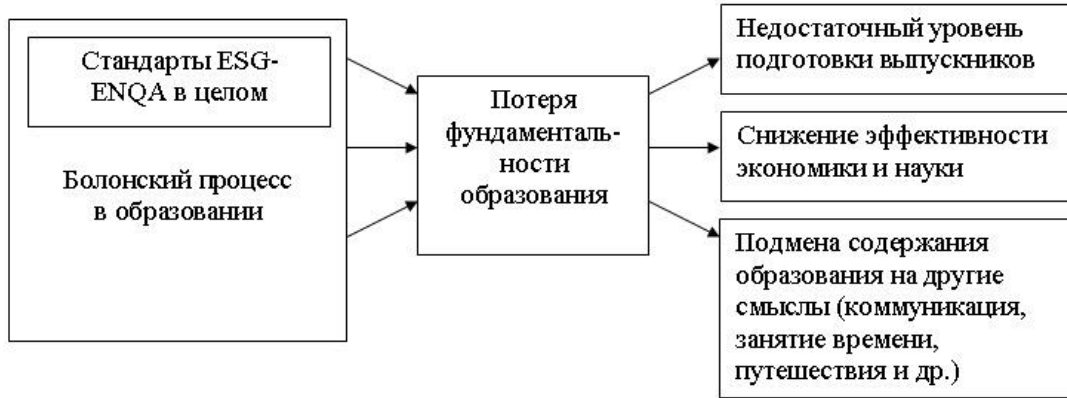 Стандарты ESG-
ENQA в целом
Болонский процесс
в образовании
Потеря
фундаменталь-
ности
образования
Недостаточный уровень
подготовки выпускников
Снижение эффективности
экономики и науки
Подмена содержания
образования на другие
смыслы (коммуникация,
занятие времени,
путешествия и др.)